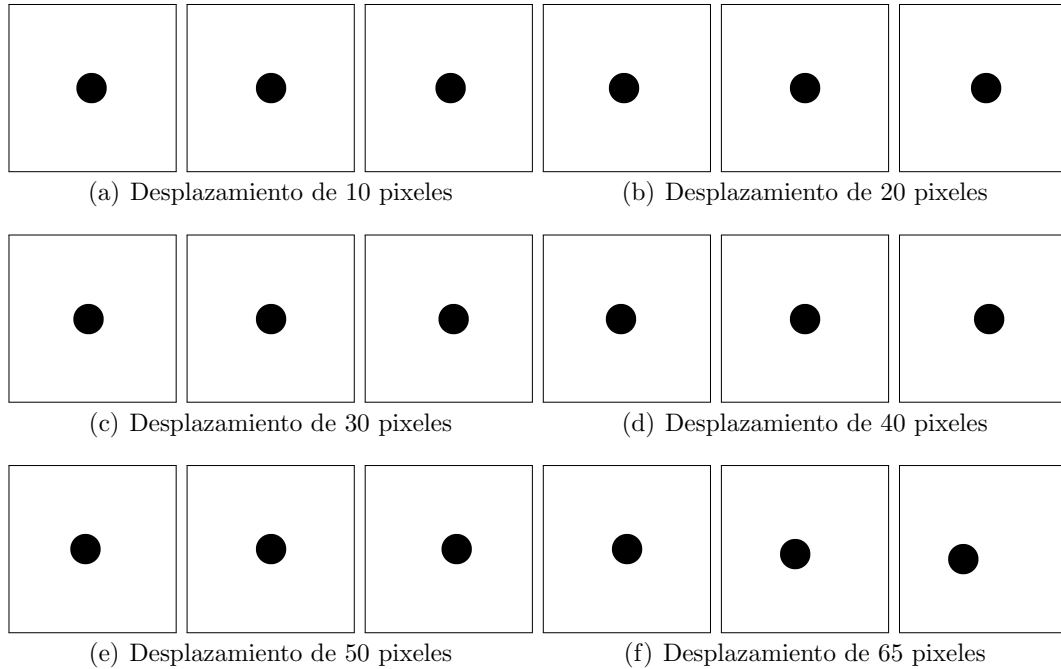 (a) Desplazamiento de 10 pixeles
(b) Desplazamiento de 20 pixeles
(c) Desplazamiento de 30 pixeles
(d) Desplazamiento de 40 pixeles
(e) Desplazamiento de 50 pixeles
(f) Desplazamiento de 65 pixeles